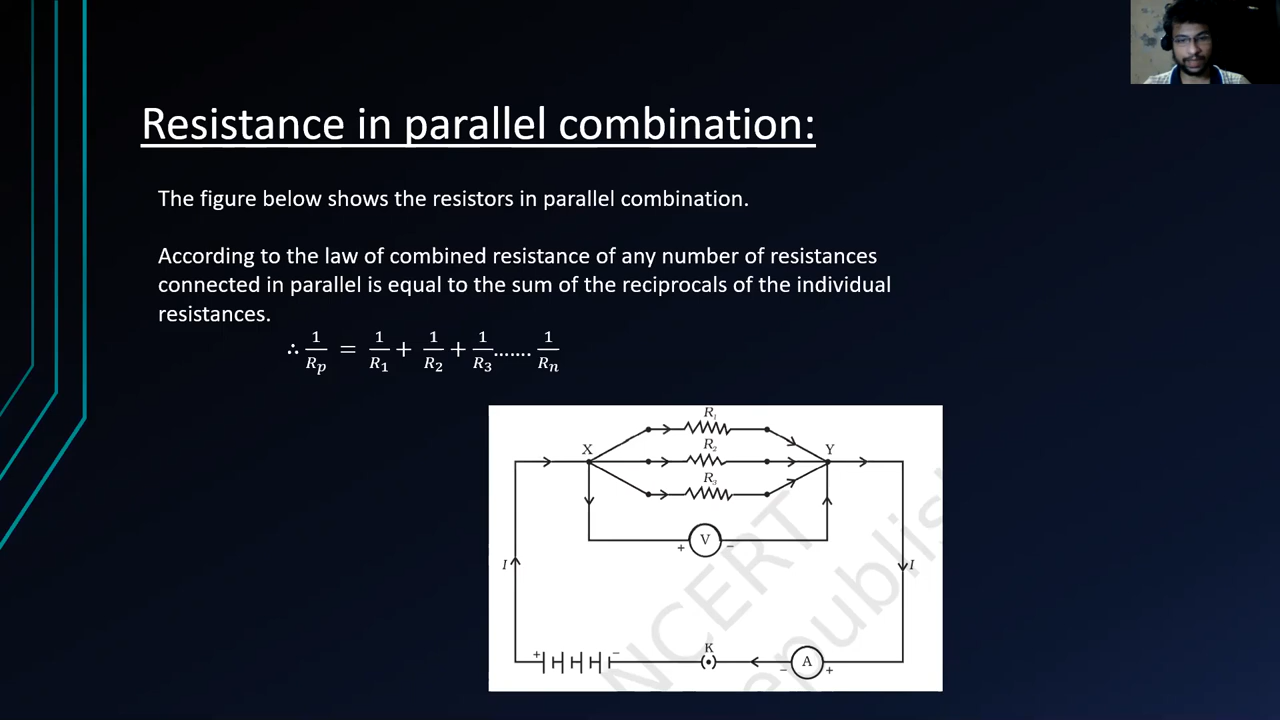 Resistance in parallel combination:
The figure below shows the resistors in parallel combination.
According to the law of combined resistance of any number of resistances
connected in parallel is equal to the sum of the reciprocals of the individual
resistances.
∴ 1/Rₚ = 1/R₁ + 1/R₂ + 1/R₃ ....... 1/Rₙ
R₁
X R₂ Y
R₃
+ V −
I I
+ − K − A +
NCERT
republis